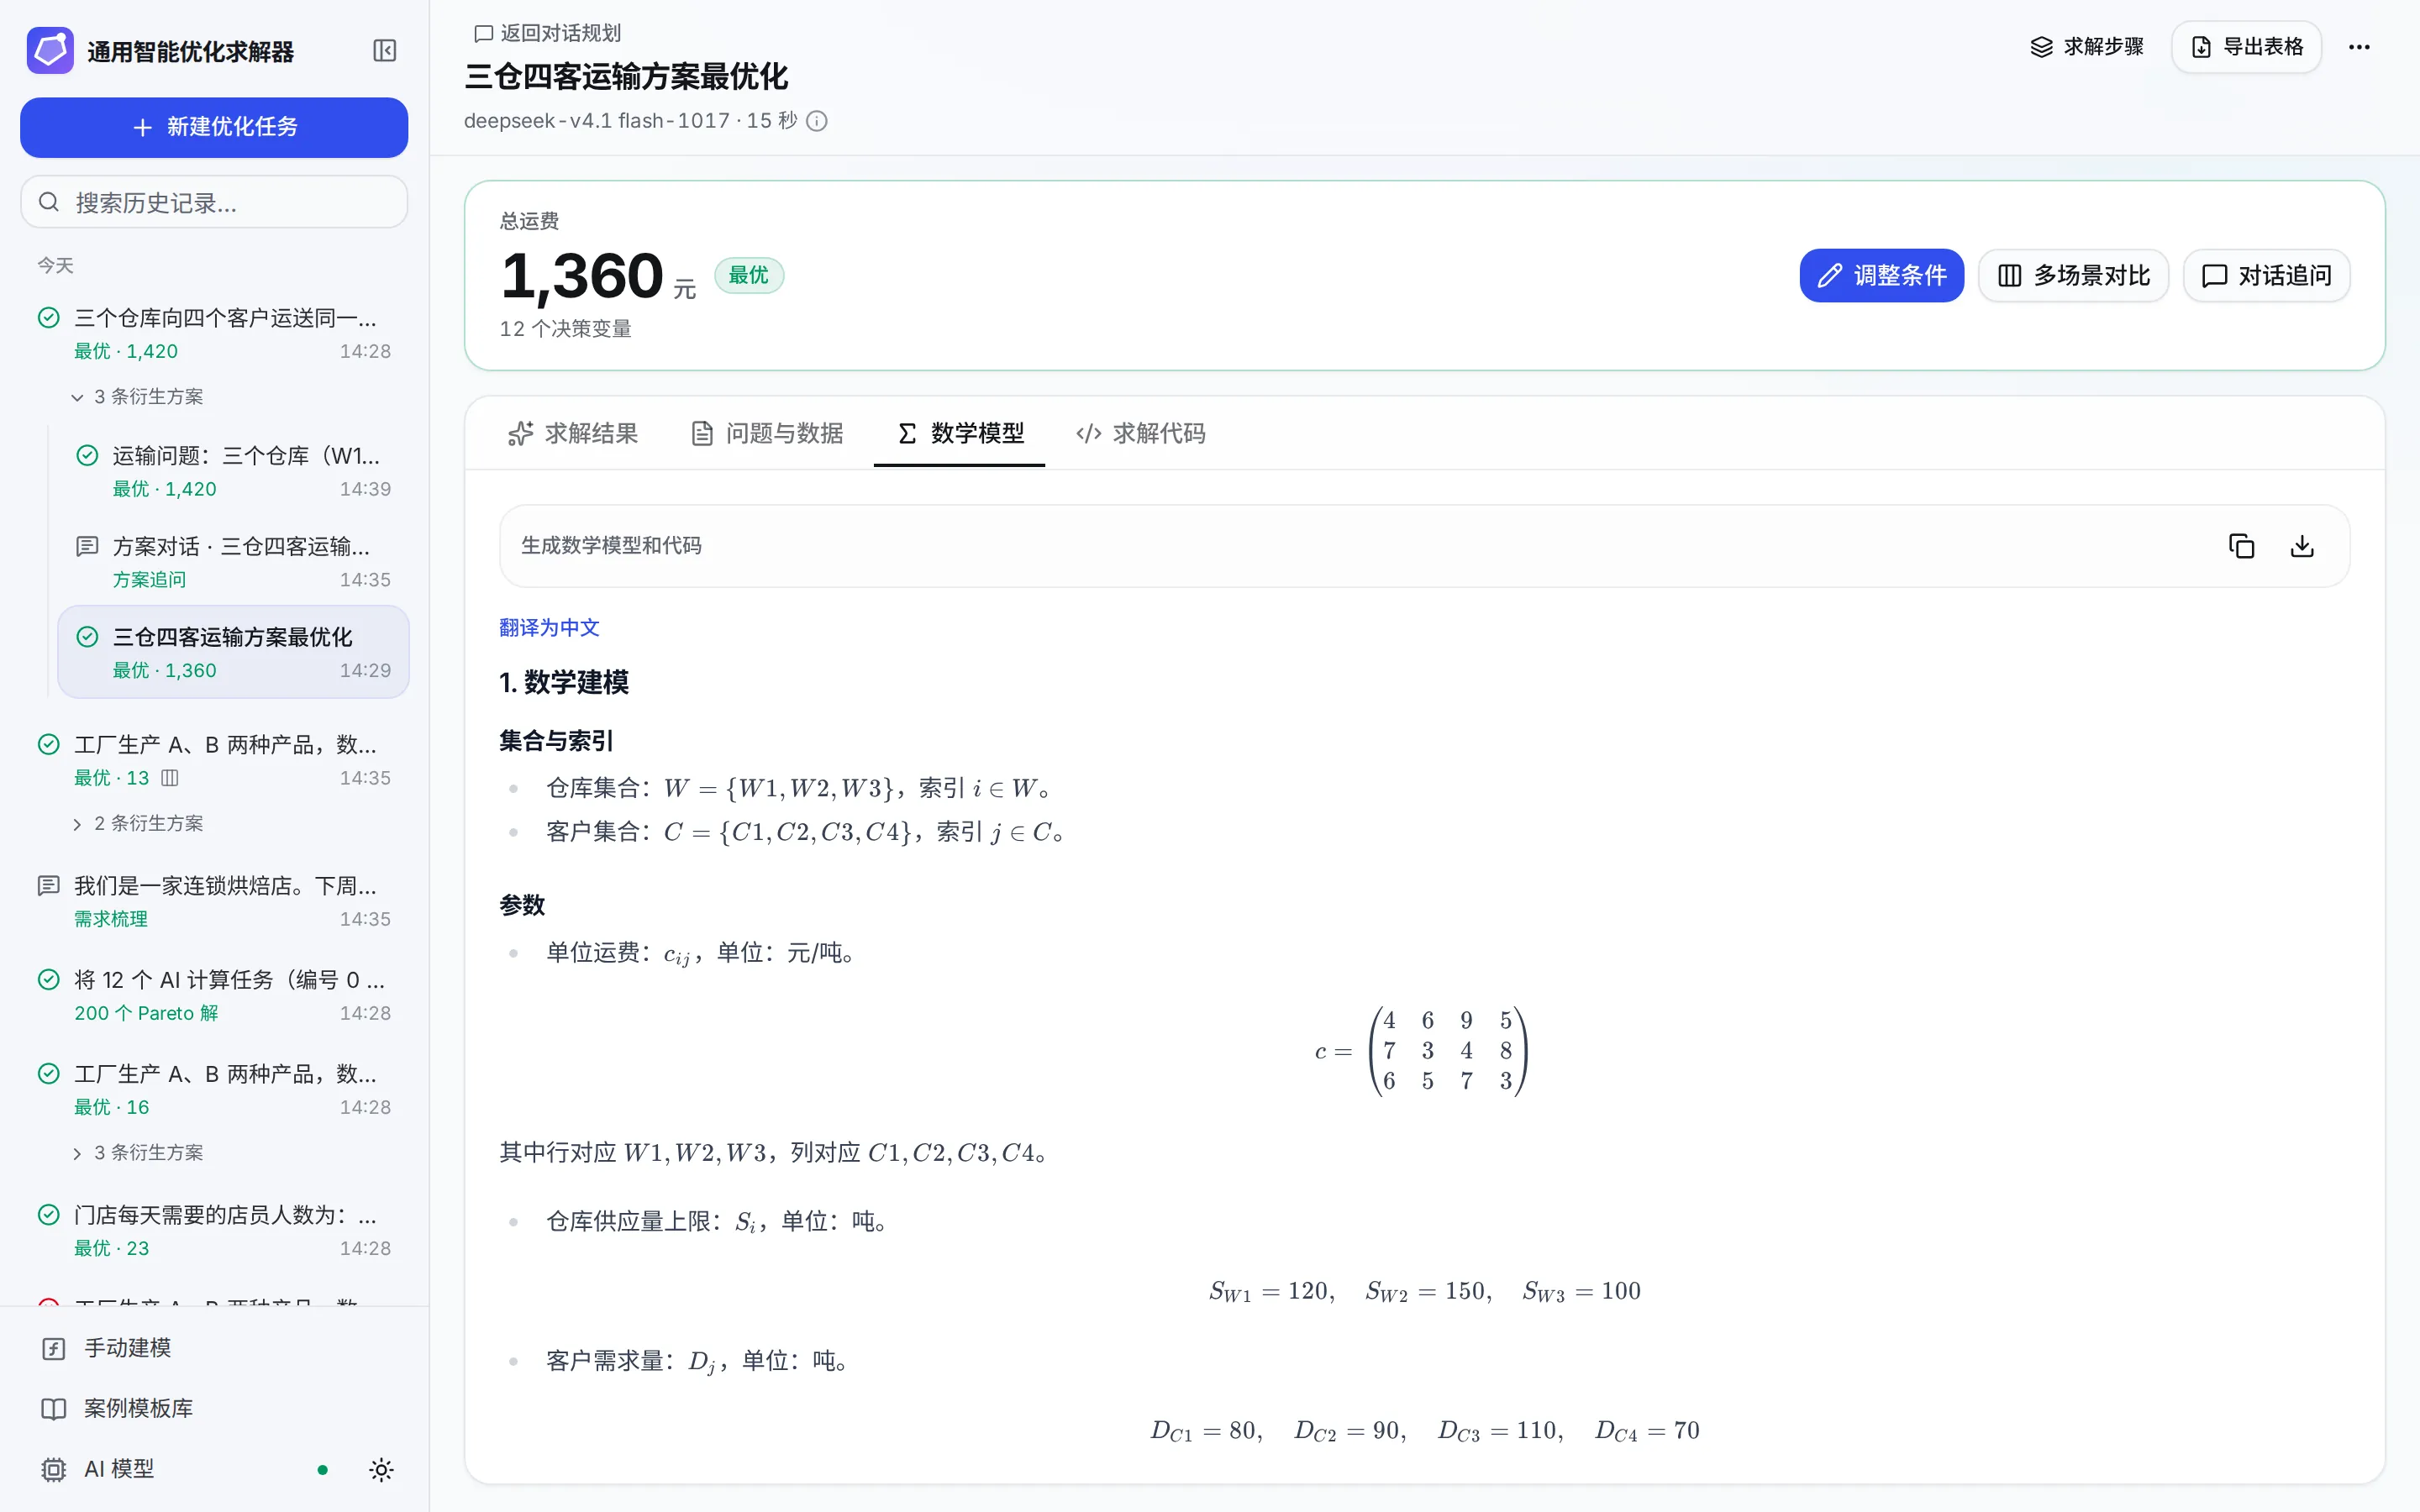 通用智能优化求解器
新建优化任务
搜索历史记录...
今天
三个仓库向四个客户运送同一...
最优 · 1,420 14:28
3 条衍生方案
运输问题：三个仓库（W1...
最优 · 1,420 14:39
方案对话 · 三仓四客运输...
方案追问 14:35
三仓四客运输方案最优化
最优 · 1,360 14:29
工厂生产 A、B 两种产品，数...
最优 · 13 14:35
2 条衍生方案
我们是一家连锁烘焙店。下周...
需求梳理 14:35
将 12 个 AI 计算任务（编号 0 ...
200 个 Pareto 解 14:28
工厂生产 A、B 两种产品，数...
最优 · 16 14:28
3 条衍生方案
门店每天需要的店员人数为：...
最优 · 23 14:28
手动建模
案例模板库
AI 模型
返回对话规划
三仓四客运输方案最优化
deepseek-v4.1 flash-1017 · 15 秒
求解步骤
导出表格
总运费
1,360 元 最优
12 个决策变量
调整条件
多场景对比
对话追问
求解结果
问题与数据
数学模型
求解代码
生成数学模型和代码
翻译为中文
1. 数学建模
集合与索引
仓库集合：W = {W1, W2, W3}，索引 i ∈ W。
客户集合：C = {C1, C2, C3, C4}，索引 j ∈ C。
参数
单位运费：c_{ij}，单位：元/吨。
4 6 9 5
c = 7 3 4 8
6 5 7 3
其中行对应 W1, W2, W3，列对应 C1, C2, C3, C4。
仓库供应量上限：S_i，单位：吨。
S_{W1} = 120, S_{W2} = 150, S_{W3} = 100
客户需求量：D_j，单位：吨。
D_{C1} = 80, D_{C2} = 90, D_{C3} = 110, D_{C4} = 70